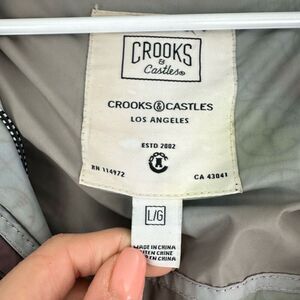 CROOKS
&
Castles®
CROOKS&CASTLES
LOS ANGELES
ESTD 2002
RN 114972
CA 43041
L/G
MADE IN CHINA